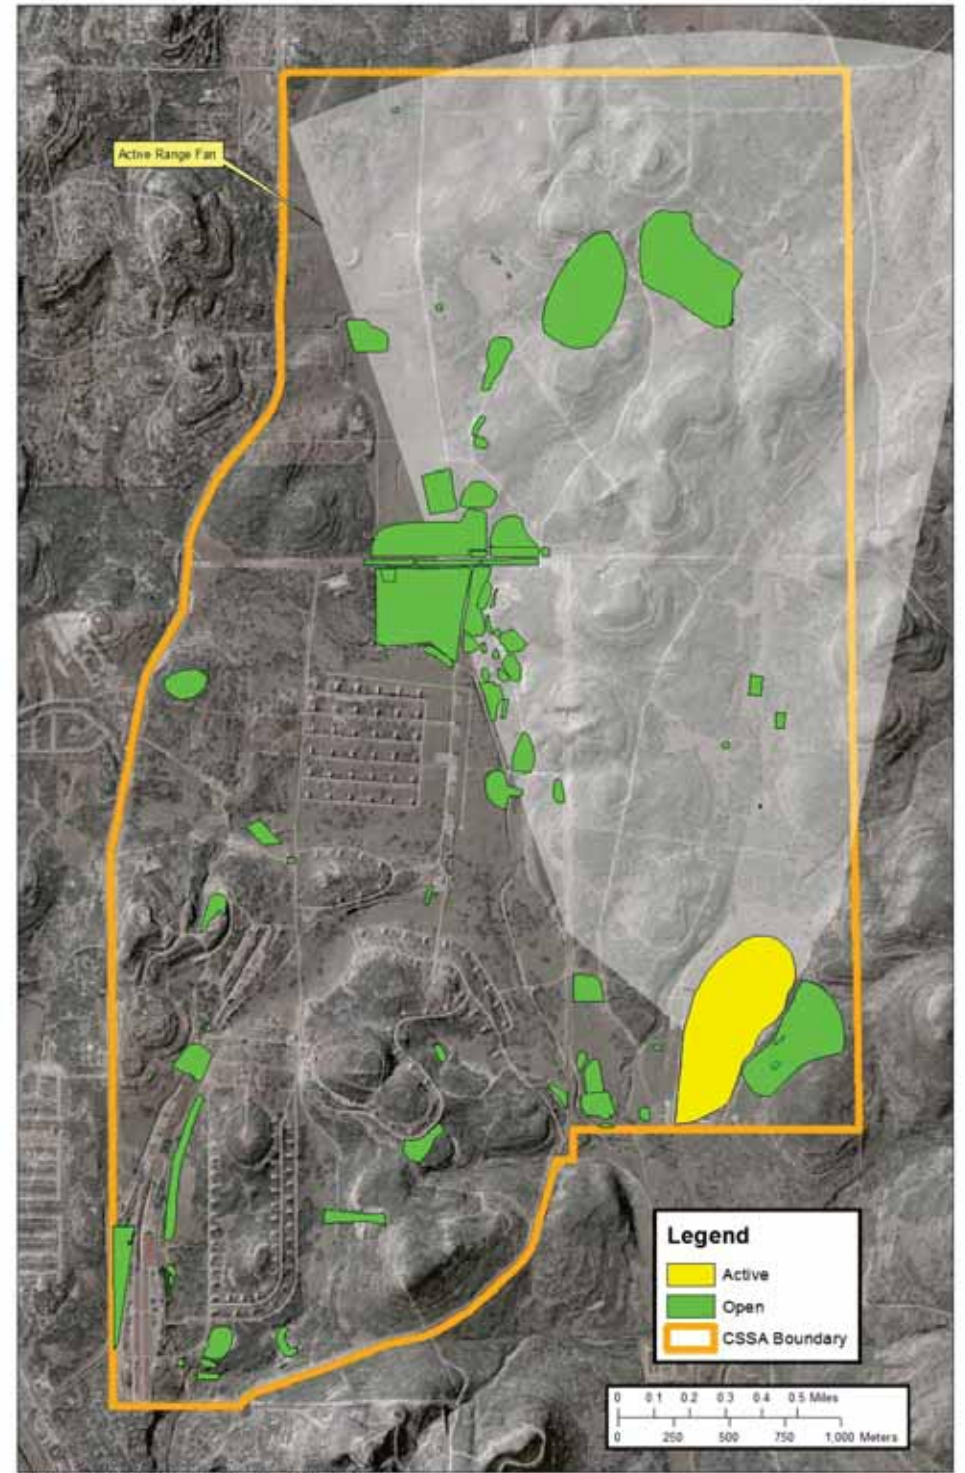 Active Range Fan
Legend
Active
Open
CSSA Boundary
0 0.1 0.2 0.3 0.4 0.5 Miles
0 250 500 750 1,000 Meters